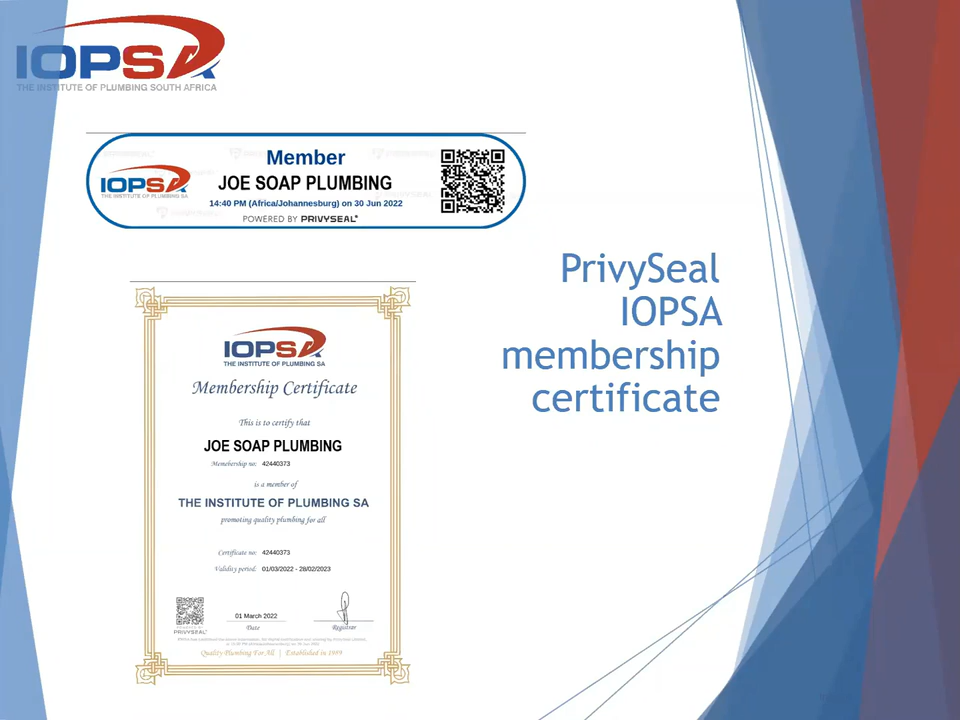 IOPSA
THE INSTITUTE OF PLUMBING SOUTH AFRICA
Member
IOPSA
THE INSTITUTE OF PLUMBING SA
JOE SOAP PLUMBING
14:40 PM (Africa/Johannesburg) on 30 Jun 2022
POWERED BY PRIVYSEAL
PrivySeal
IOPSA
membership
certificate
IOPSA
THE INSTITUTE OF PLUMBING SA
Membership Certificate
This is to certify that
JOE SOAP PLUMBING
Membership no: 42440373
is a member of
THE INSTITUTE OF PLUMBING SA
promoting quality plumbing for all
Certificate no: 42440373
Validity period: 01/03/2022 - 28/02/2023
01 March 2022
Date
Registrar
PRIVYSEAL
Quality Plumbing For All | Established in 1989